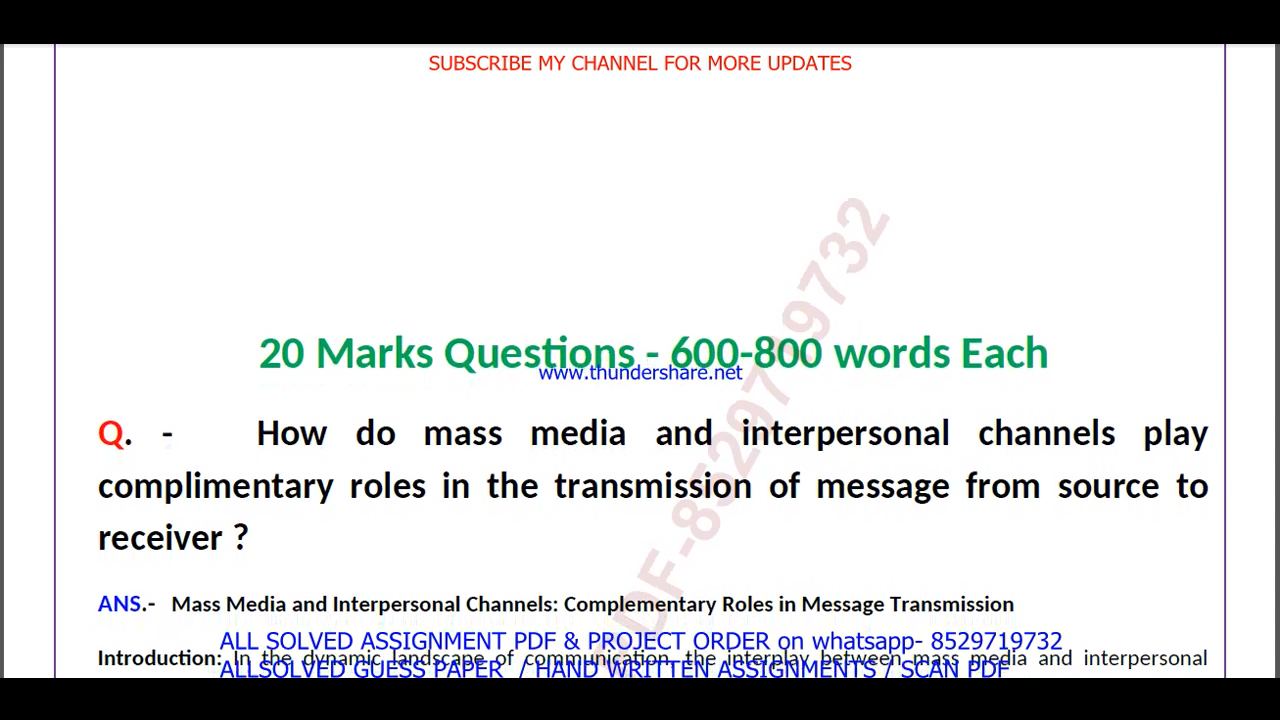 SUBSCRIBE MY CHANNEL FOR MORE UPDATES
20 Marks Questions - 600-800 words Each
www.thundershare.net
Q. - How do mass media and interpersonal channels play
complimentary roles in the transmission of message from source to
receiver ?
ANS.- Mass Media and Interpersonal Channels: Complementary Roles in Message Transmission
ALL SOLVED ASSIGNMENT PDF & PROJECT ORDER on whatsapp- 8529719732
Introduction: In the dynamic landscape of communication, the interplay between mass media and interpersonal
ALLSOLVED GUESS PAPER / HAND WRITTEN ASSIGNMENTS / SCAN PDF
PDF-8529719732